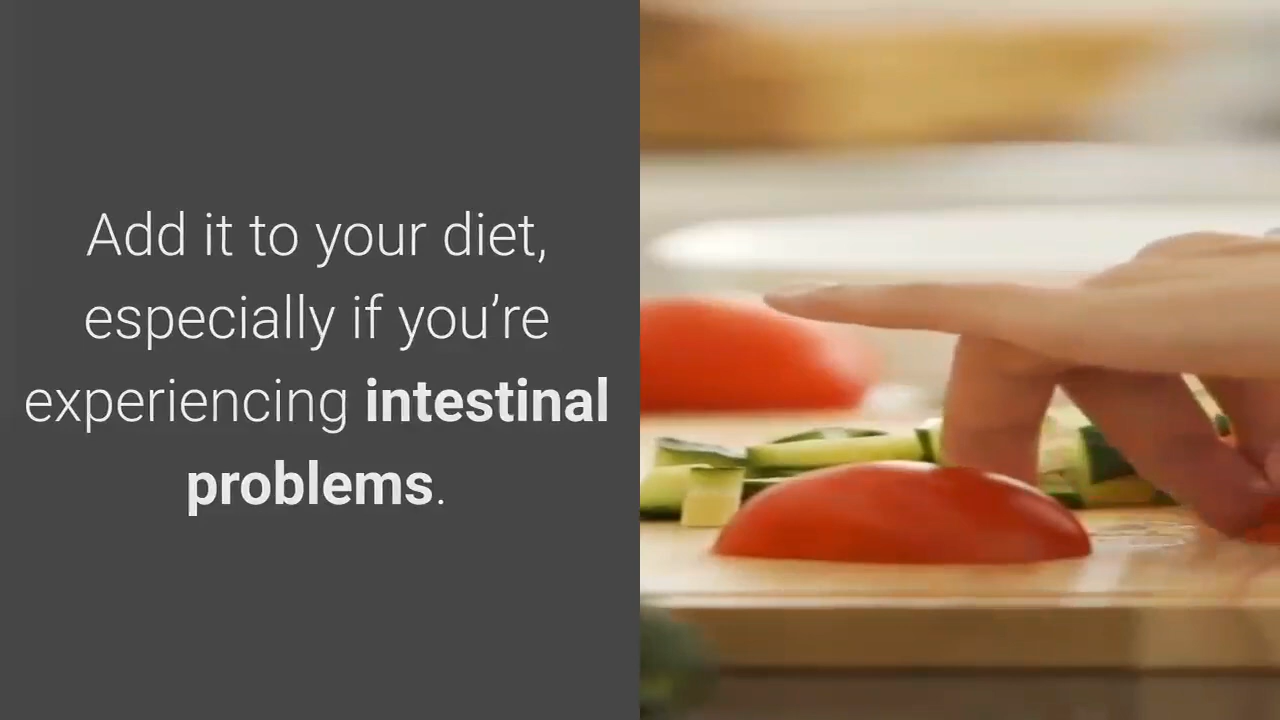 Add it to your diet,
especially if you’re
experiencing intestinal
problems.